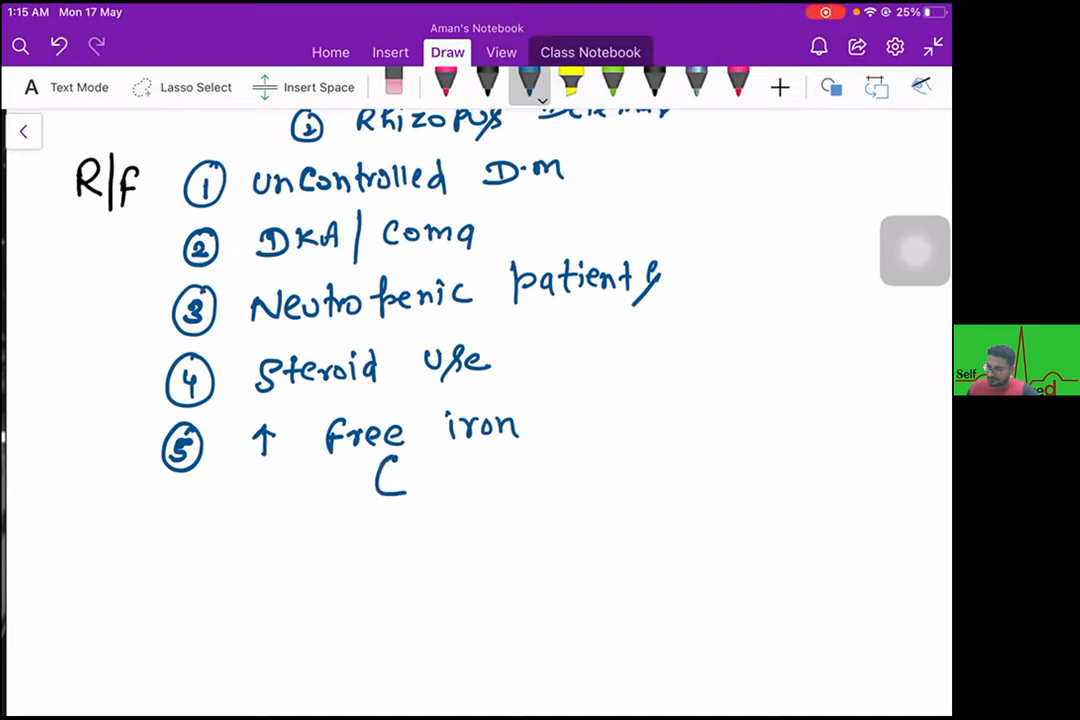 1:15 AM Mon 17 May
25%
Aman's Notebook
Home Insert Draw View Class Notebook
A Text Mode Lasso Select Insert Space
② Rhizopus
R/f ① Uncontrolled D.M
② DKA / Coma
③ Neutropenic patients
④ Steroid use
⑤ ↑ free iron
C
Self
ed